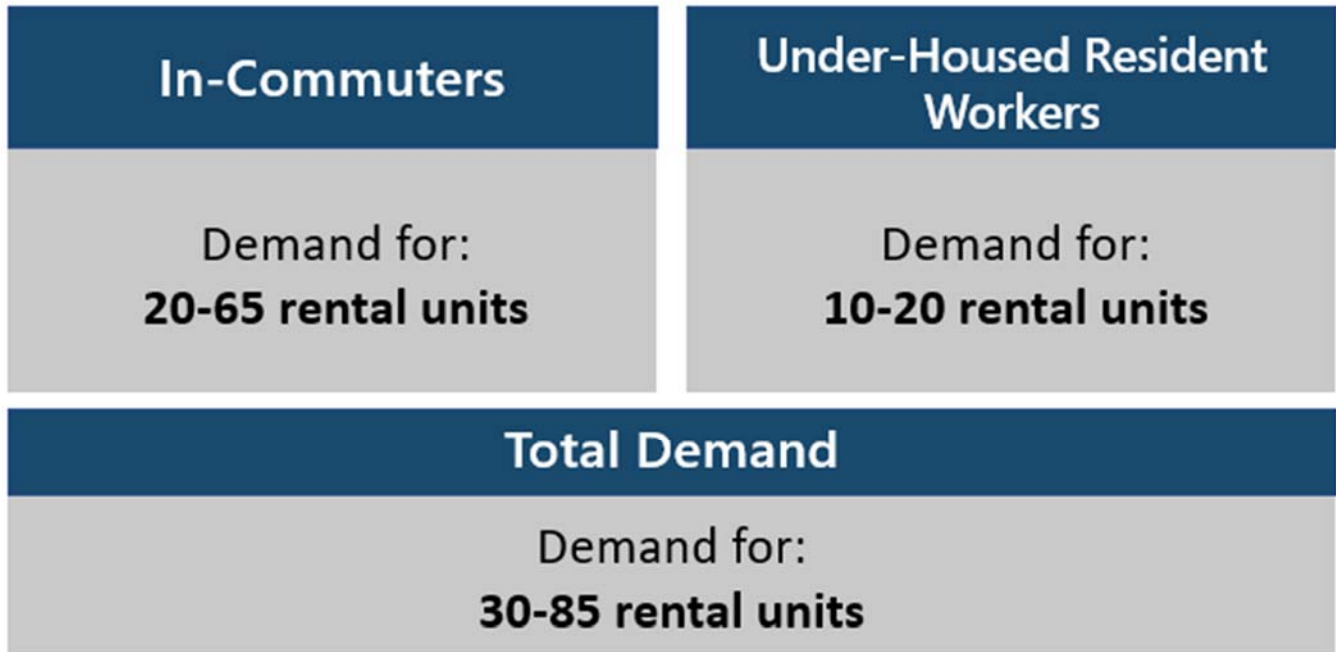 In-Commuters
Demand for:
20-65 rental units
Under-Housed Resident
Workers
Demand for:
10-20 rental units
Total Demand
Demand for:
30-85 rental units